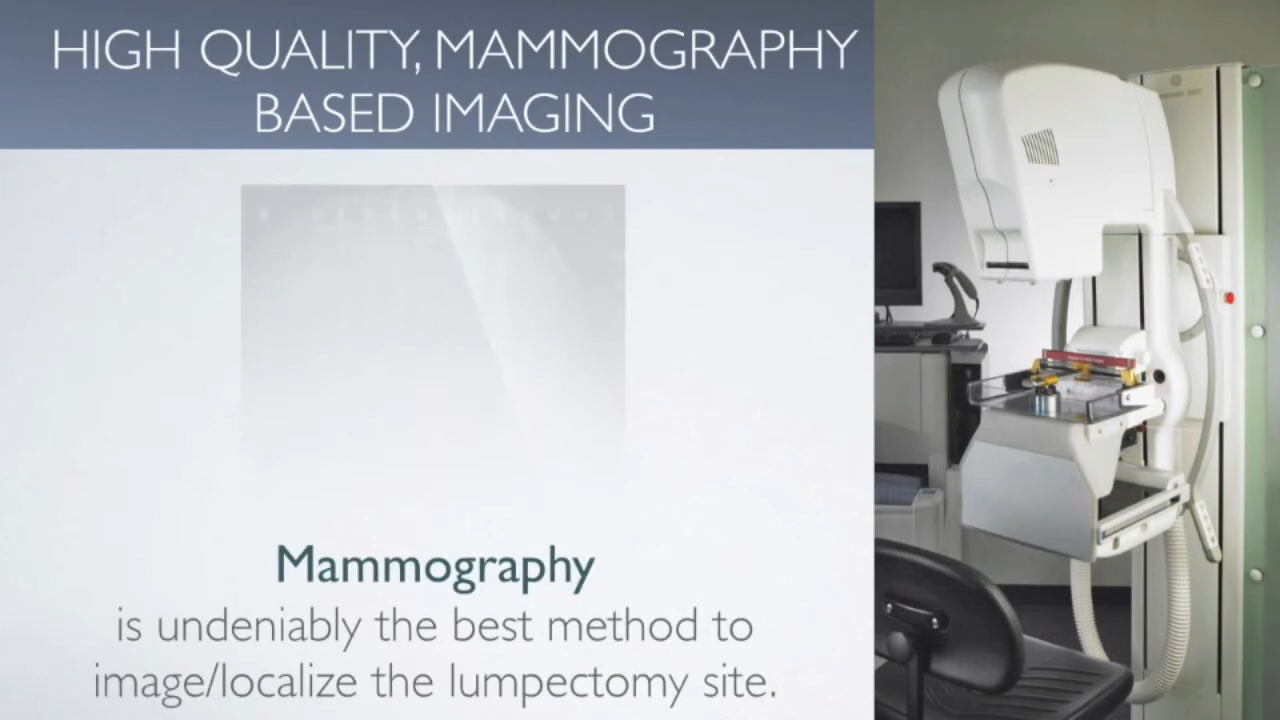 HIGH QUALITY, MAMMOGRAPHY
BASED IMAGING
Mammography
is undeniably the best method to
image/localize the lumpectomy site.